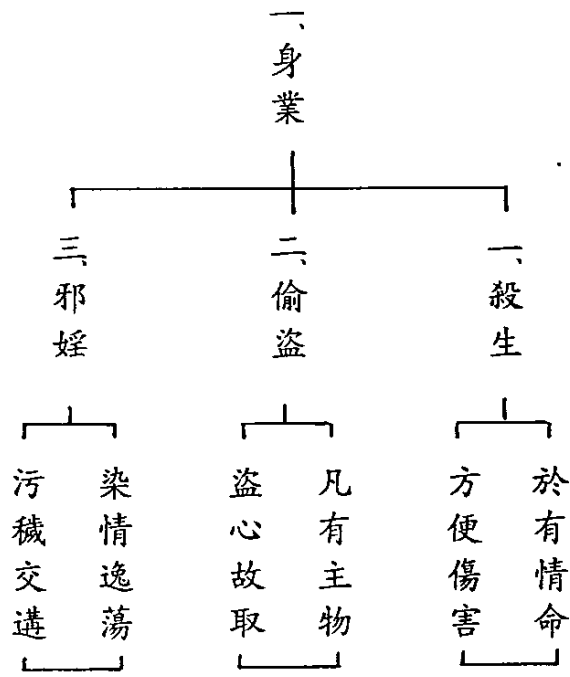 一、身業
一、殺生
於有情命
方便傷害
二、偷盜
凡有主物
盜心故取
三、邪婬
染情逸蕩
污穢交遘